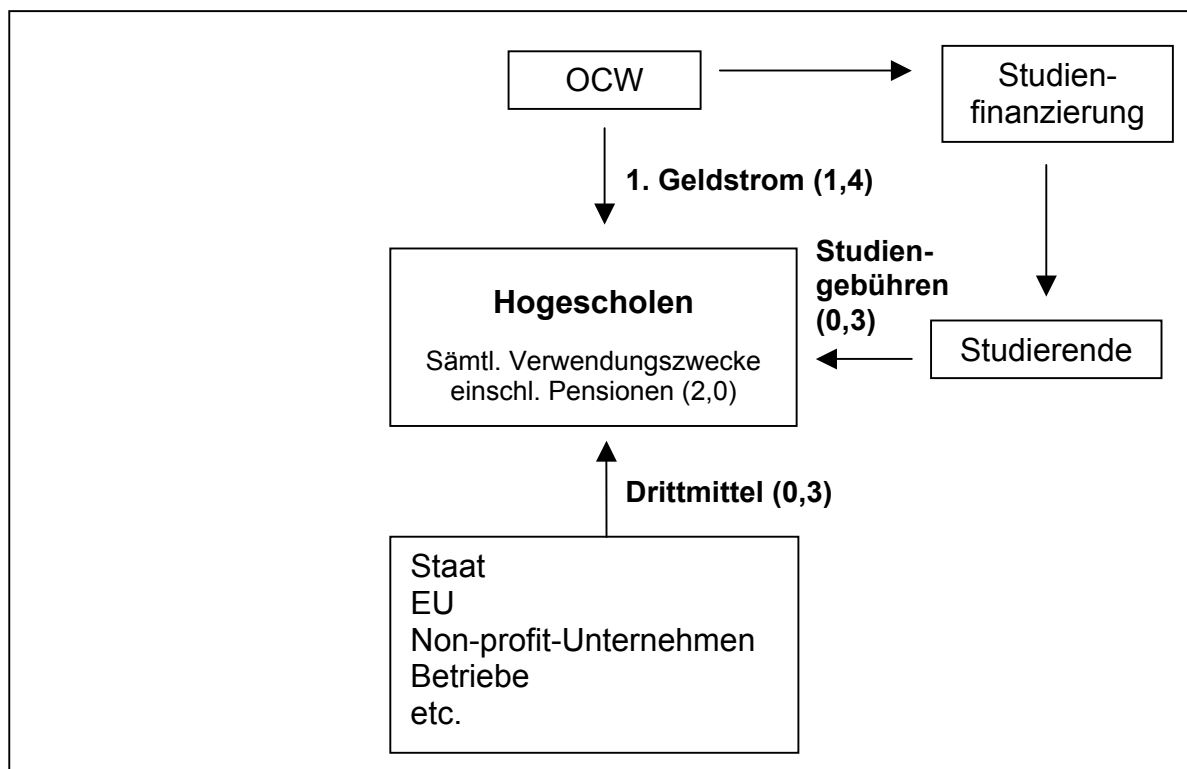 OCW
Studien-
finanzierung
1. Geldstrom (1,4)
Studien-
gebühren
(0,3)
Hogescholen
Sämtl. Verwendungszwecke
einschl. Pensionen (2,0)
Studierende
Drittmittel (0,3)
Staat
EU
Non-profit-Unternehmen
Betriebe
etc.